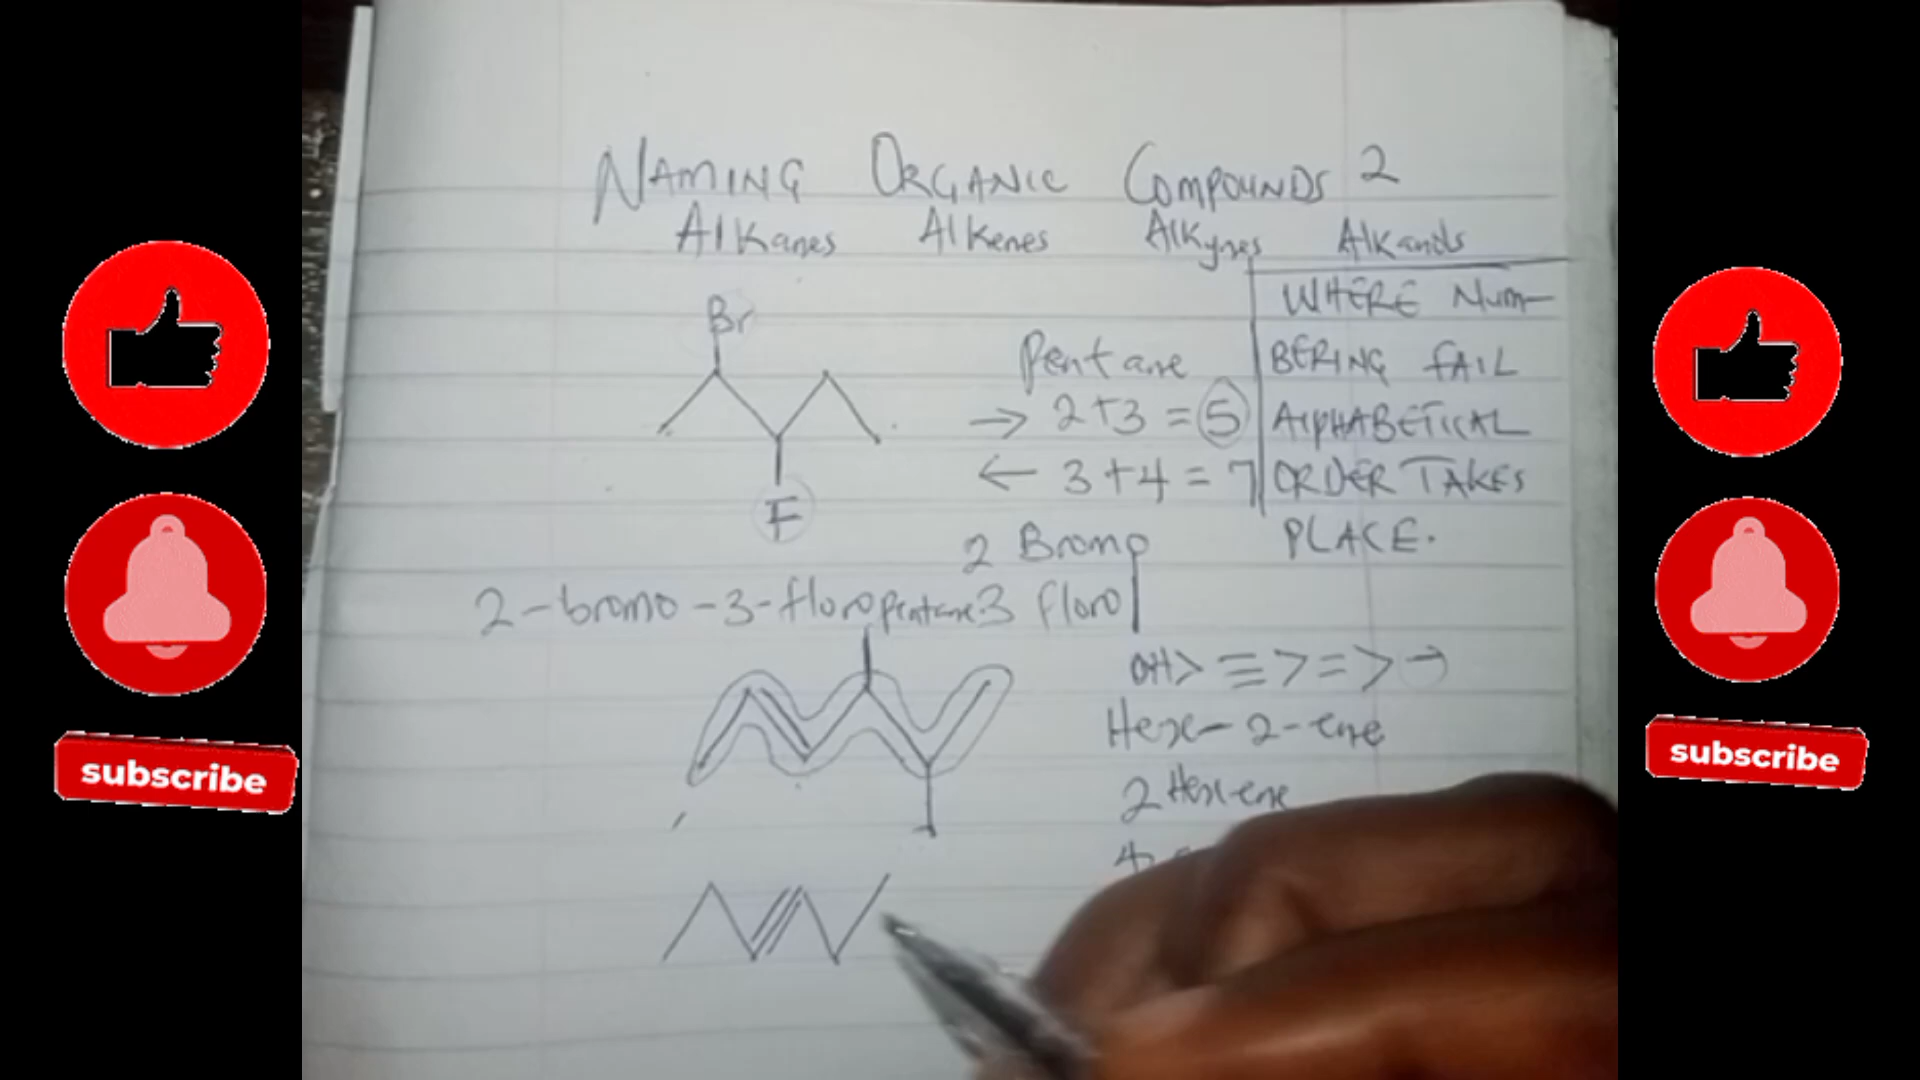 NAMING ORGANIC COMPOUNDS 2
Alkanes Alkenes Alkynes Alkanols
Br
F
Pentane
→ 2+3 = 5
← 3+4 = 7
WHERE NUM-
BERING FAIL
ALPHABETICAL
ORDER TAKES
PLACE.
2 Bromo
2-bromo-3-floropentane 3 floro
OH > ≡ > = > -
Hex-2-ene
2 Hexene
4
subscribe
subscribe